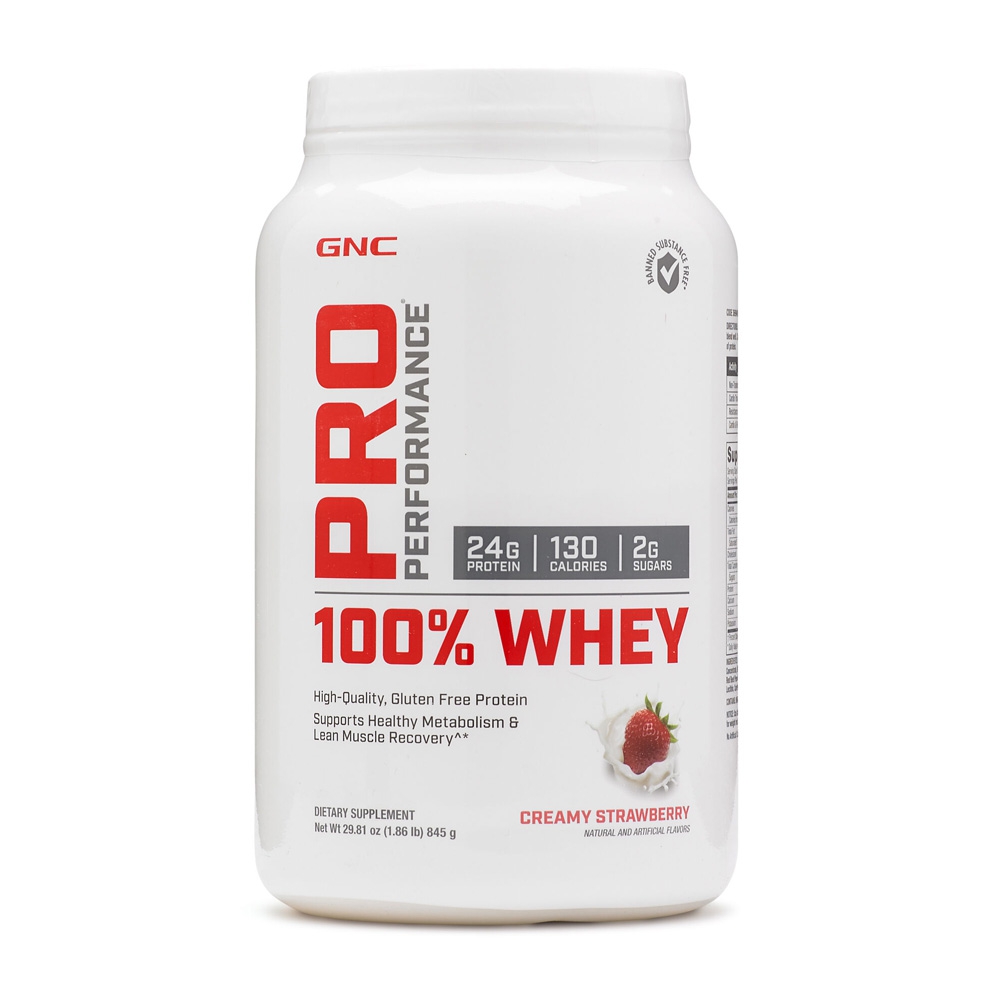 GNC
BANNED SUBSTANCE FREE
PRO
PERFORMANCE®
24G | 130 | 2G
PROTEIN CALORIES SUGARS
100% WHEY
High-Quality, Gluten Free Protein
Supports Healthy Metabolism &
Lean Muscle Recovery^*
DIETARY SUPPLEMENT
Net Wt 29.81 oz (1.86 lb) 845 g
CREAMY STRAWBERRY
NATURAL AND ARTIFICIAL FLAVORS